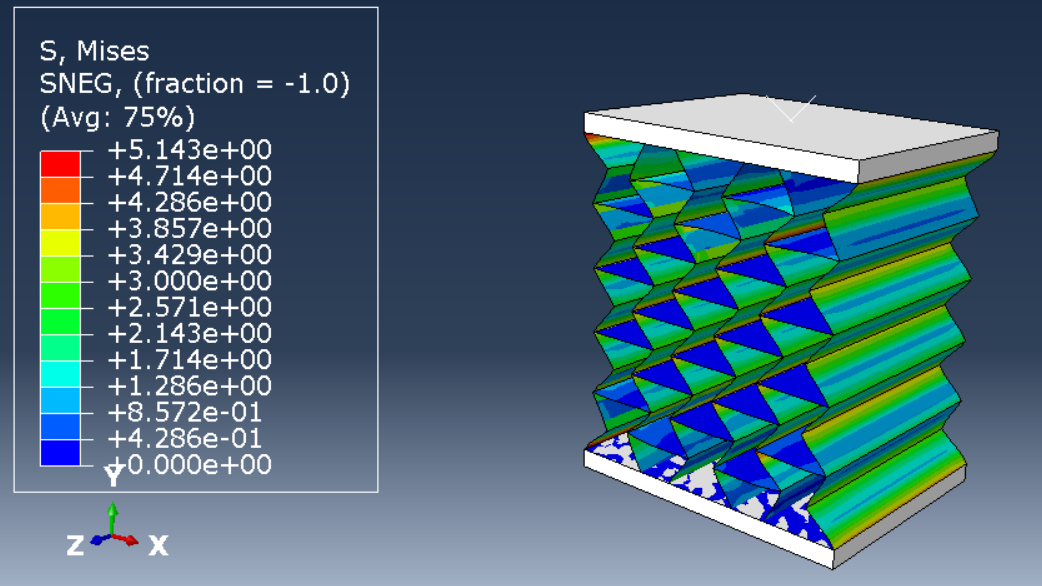 S, Mises
SNEG, (fraction = -1.0)
(Avg: 75%)
+5.143e+00
+4.714e+00
+4.286e+00
+3.857e+00
+3.429e+00
+3.000e+00
+2.571e+00
+2.143e+00
+1.714e+00
+1.286e+00
+8.572e-01
+4.286e-01
+0.000e+00
Y
Z X